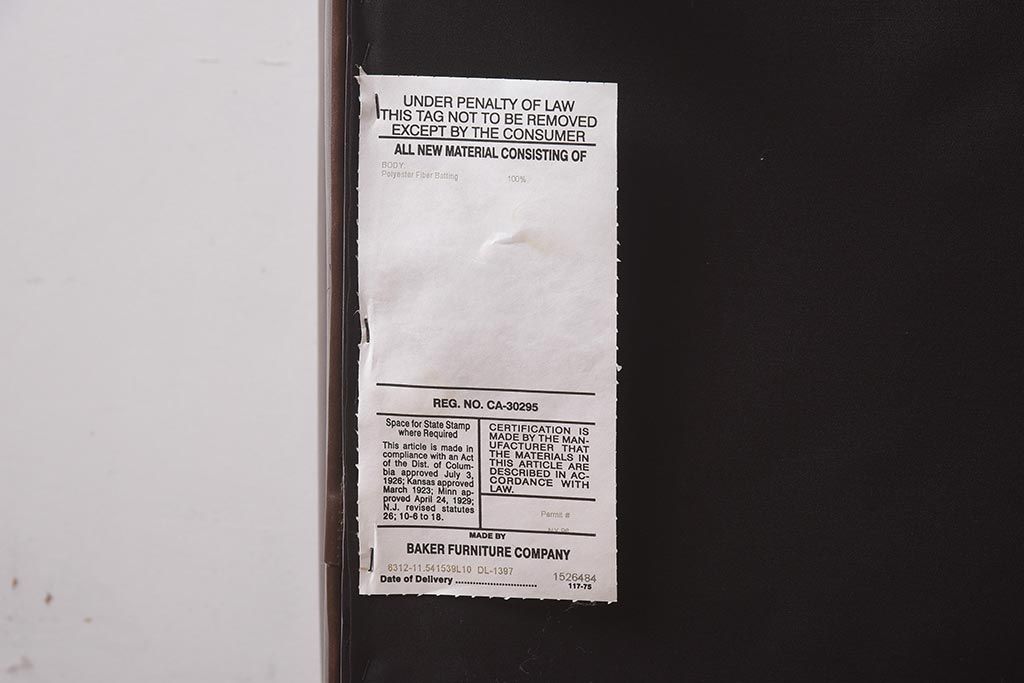 UNDER PENALTY OF LAW
THIS TAG NOT TO BE REMOVED
EXCEPT BY THE CONSUMER
ALL NEW MATERIAL CONSISTING OF
BODY:
Polyester Fiber Batting 100%
REG. NO. CA-30295
Space for State Stamp
where Required
This article is made in
compliance with an Act
of the Dist. of Colum-
bia approved July 3,
1926; Kansas approved
March 1923; Minn ap-
proved April 24, 1929;
N.J. revised statutes
26; 10-6 to 18.
CERTIFICATION IS
MADE BY THE MAN-
UFACTURER THAT
THE MATERIALS IN
THIS ARTICLE ARE
DESCRIBED IN AC-
CORDANCE WITH
LAW.
Permit #
MADE BY
BAKER FURNITURE COMPANY
6312-11.541539L10 DL-1397
Date of Delivery ........................... 1526484
117-75